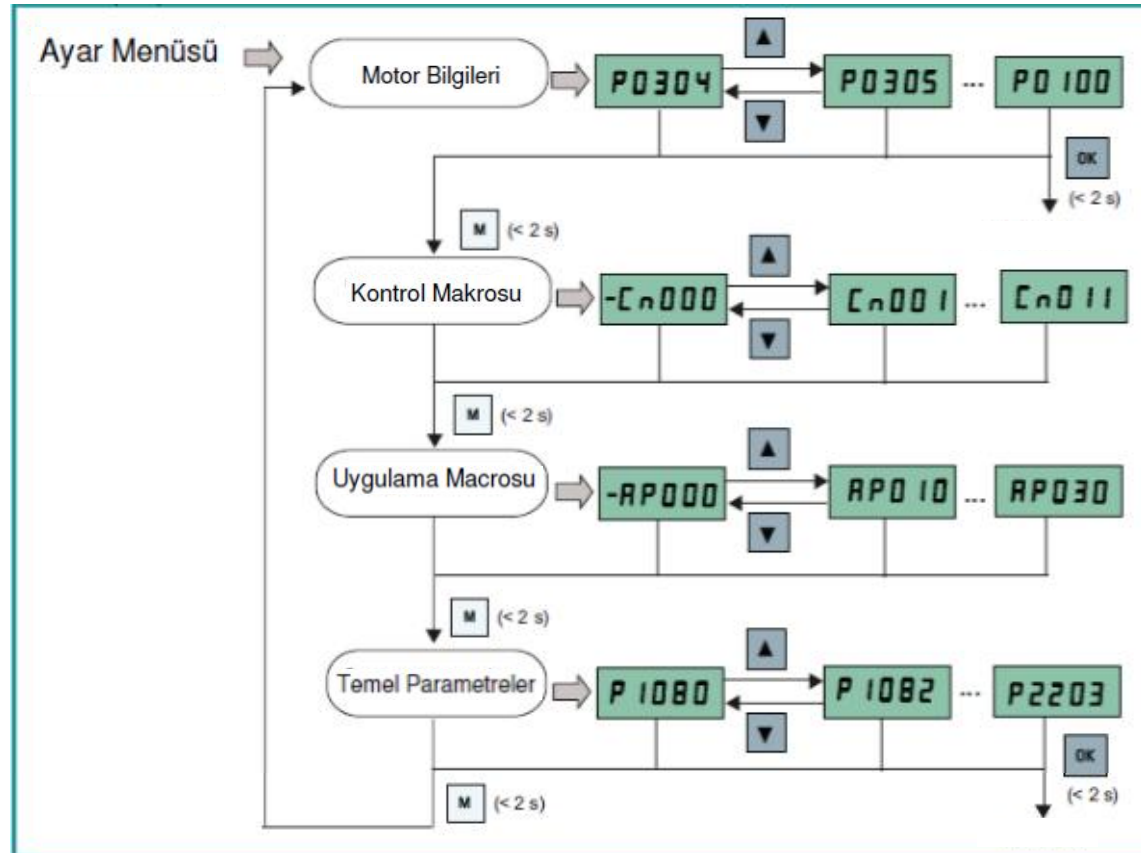 Ayar Menüsü
Motor Bilgileri
P0304
P0305
...
P0100
OK
(< 2 s)
M (< 2 s)
Kontrol Makrosu
-Cn000
Cn001
...
Cn011
M (< 2 s)
Uygulama Macrosu
-AP000
AP010
...
AP030
M (< 2 s)
Temel Parametreler
P1080
P1082
...
P2203
OK
(< 2 s)
M (< 2 s)